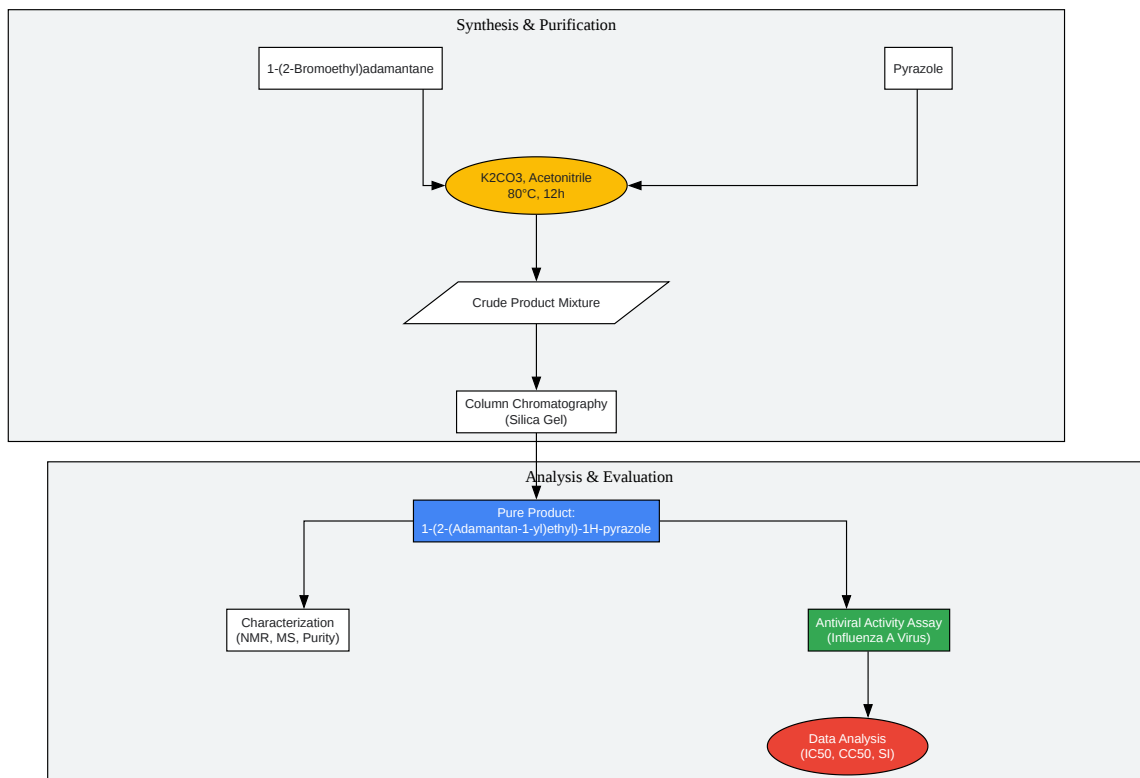 Synthesis & Purification
1-(2-Bromoethyl)adamantane
Pyrazole
K2CO3, Acetonitrile
80°C, 12h
Crude Product Mixture
Column Chromatography
(Silica Gel)
Analysis & Evaluation
Pure Product:
1-(2-(Adamantan-1-yl)ethyl)-1H-pyrazole
Characterization
(NMR, MS, Purity)
Antiviral Activity Assay
(Influenza A Virus)
Data Analysis
(IC50, CC50, SI)